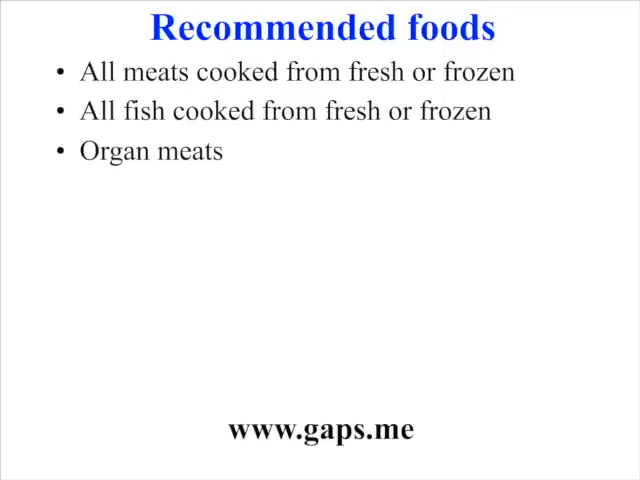 Recommended foods
• All meats cooked from fresh or frozen
• All fish cooked from fresh or frozen
• Organ meats
www.gaps.me